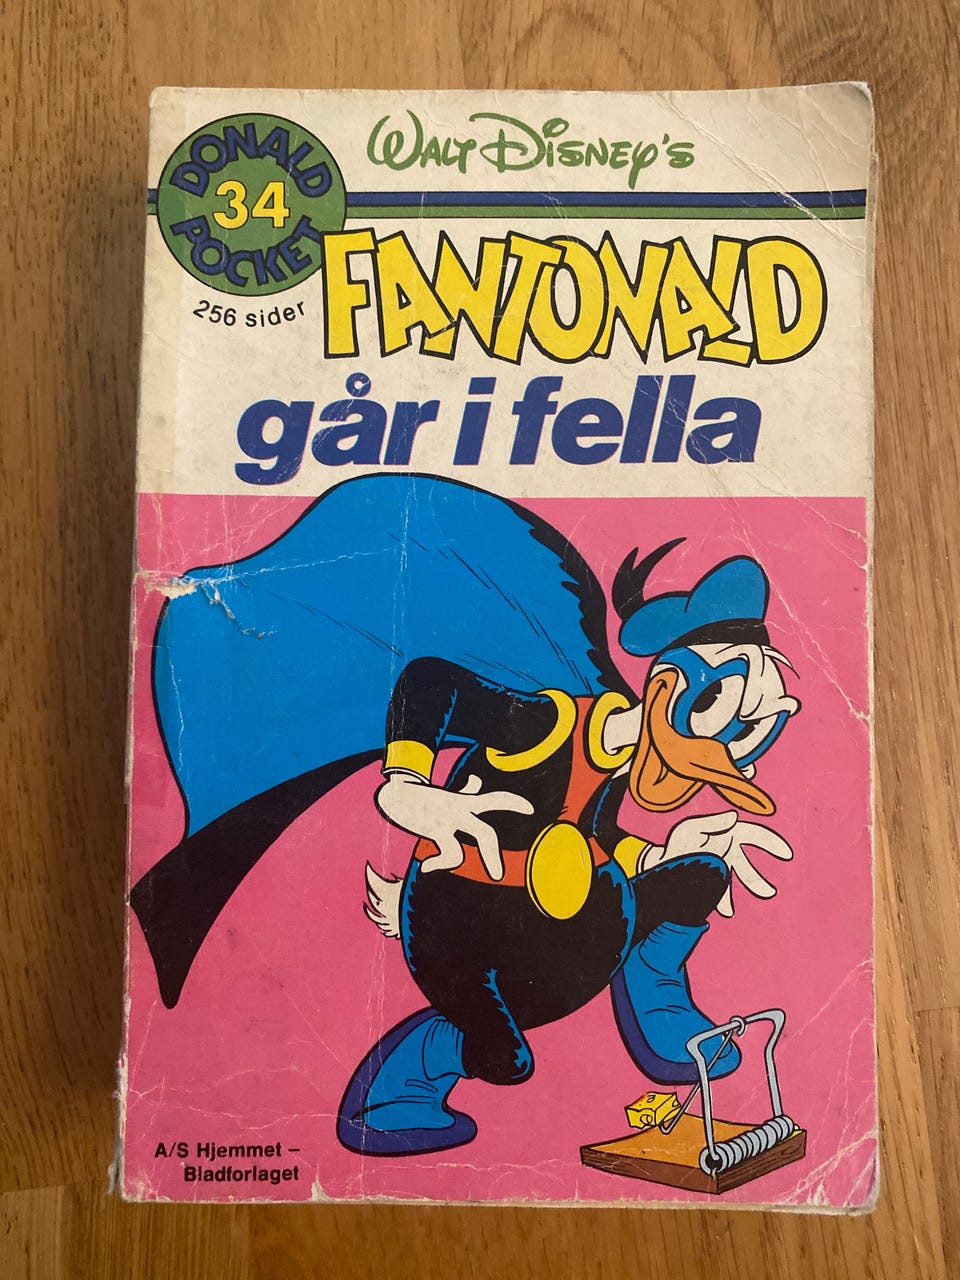 Walt Disney's
DONALD
34
POCKET
256 sider
FANTONALD
går i fella
A/S Hjemmet –
Bladforlaget